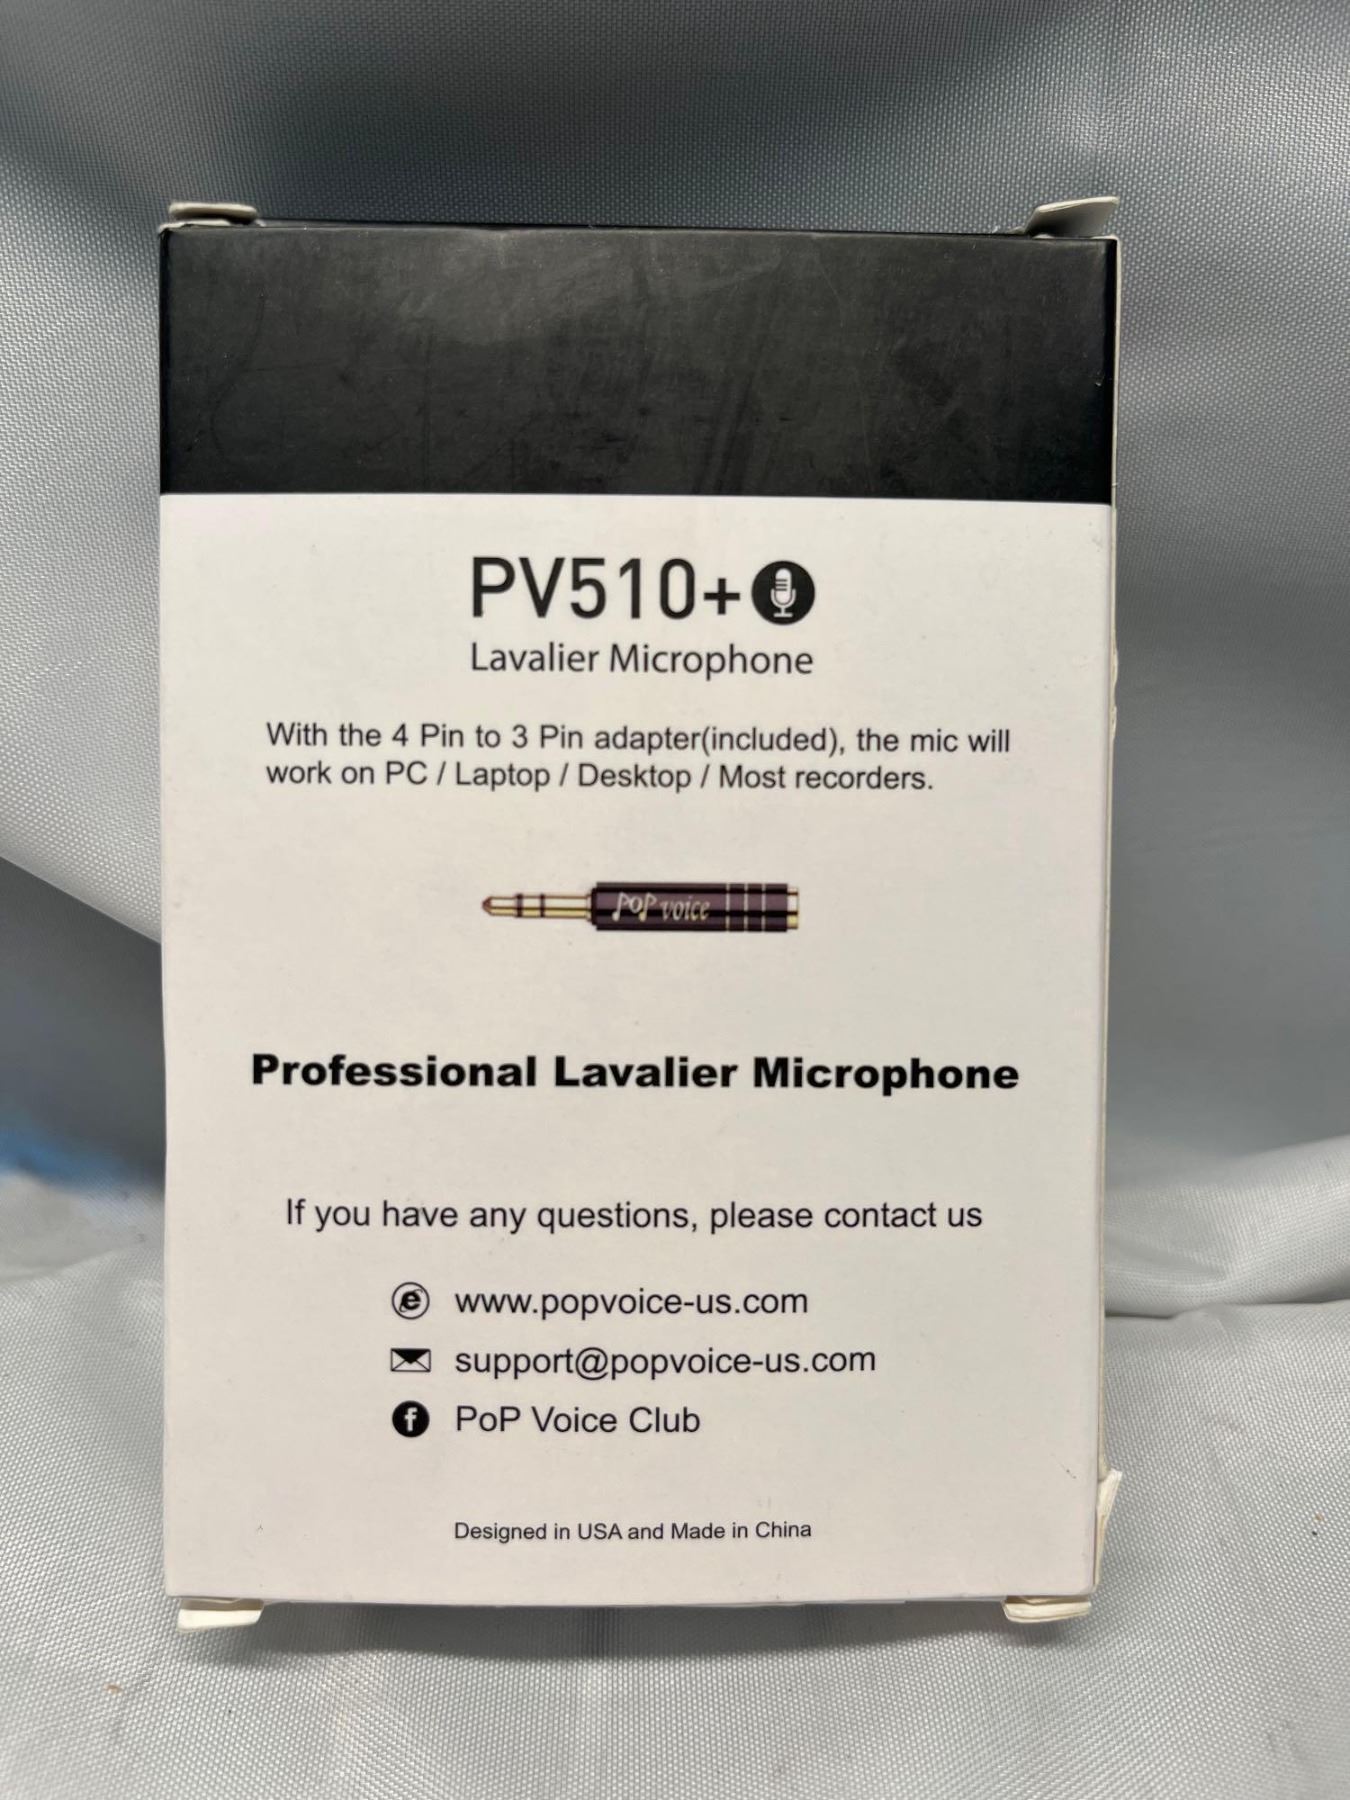 PV510+
Lavalier Microphone
With the 4 Pin to 3 Pin adapter(included), the mic will
work on PC / Laptop / Desktop / Most recorders.
PoP voice
Professional Lavalier Microphone
If you have any questions, please contact us
www.popvoice-us.com
support@popvoice-us.com
PoP Voice Club
Designed in USA and Made in China